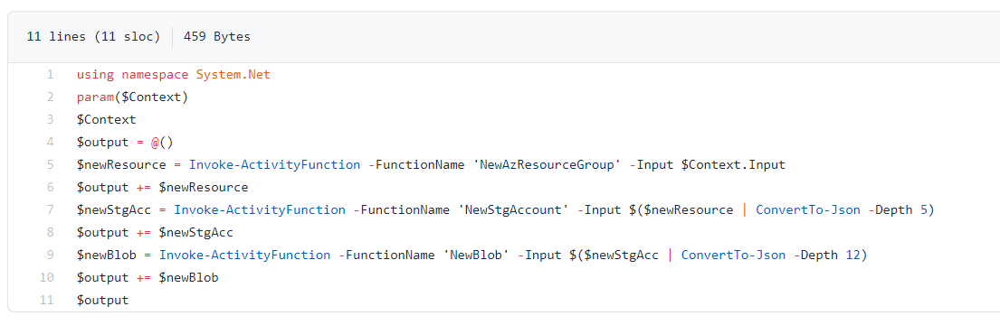 11 lines (11 sloc) 459 Bytes
1 using namespace System.Net
2 param($Context)
3 $Context
4 $output = @()
5 $newResource = Invoke-ActivityFunction -FunctionName 'NewAzResourceGroup' -Input $Context.Input
6 $output += $newResource
7 $newStgAcc = Invoke-ActivityFunction -FunctionName 'NewStgAccount' -Input $($newResource | ConvertTo-Json -Depth 5)
8 $output += $newStgAcc
9 $newBlob = Invoke-ActivityFunction -FunctionName 'NewBlob' -Input $($newStgAcc | ConvertTo-Json -Depth 12)
10 $output += $newBlob
11 $output